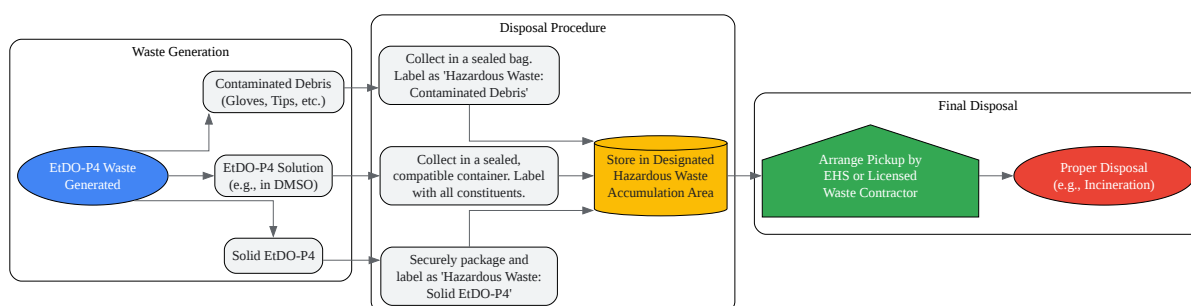 Waste Generation
EtDO-P4 Waste
Generated
Contaminated Debris
(Gloves, Tips, etc.)
EtDO-P4 Solution
(e.g., in DMSO)
Solid EtDO-P4
Disposal Procedure
Collect in a sealed bag.
Label as 'Hazardous Waste:
Contaminated Debris'
Collect in a sealed,
compatible container. Label
with all constituents.
Securely package and
label as 'Hazardous Waste:
Solid EtDO-P4'
Store in Designated
Hazardous Waste
Accumulation Area
Final Disposal
Arrange Pickup by
EHS or Licensed
Waste Contractor
Proper Disposal
(e.g., Incineration)